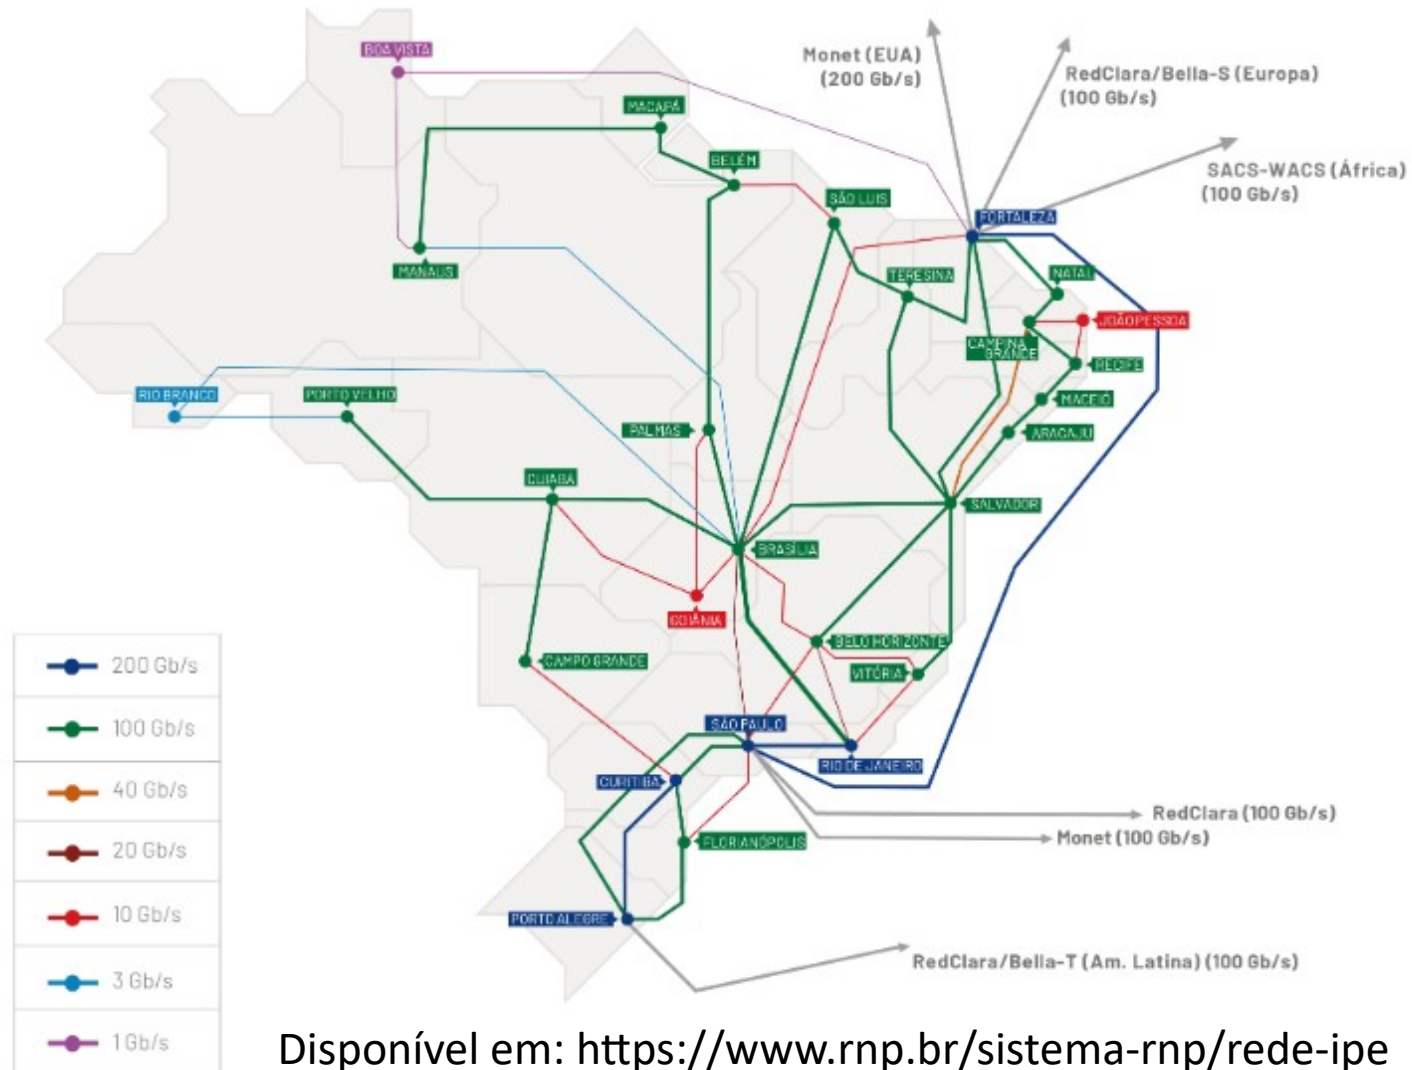 BOA VISTA
Monet (EUA)
(200 Gb/s)
RedClara/Bella-S (Europa)
(100 Gb/s)
MACAPÁ
BELÉM
SACS-WACS (África)
(100 Gb/s)
SÃO LUIS
FORTALEZA
MANAUS
TERESINA
NATAL
JOÃO PESSOA
CAMPINA
GRANDE
RECIFE
RIO BRANCO
PORTO VELHO
MACEIÓ
PALMAS
ARACAJU
CUIABÁ
SALVADOR
BRASÍLIA
GOIÂNIA
BELO HORIZONTE
CAMPO GRANDE
VITÓRIA
SÃO PAULO
RIO DE JANEIRO
CURITIBA
RedClara (100 Gb/s)
Monet (100 Gb/s)
FLORIANÓPOLIS
PORTO ALEGRE
RedClara/Bella-T (Am. Latina) (100 Gb/s)
200 Gb/s
100 Gb/s
40 Gb/s
20 Gb/s
10 Gb/s
3 Gb/s
1 Gb/s
Disponível em: https://www.rnp.br/sistema-rnp/rede-ipe